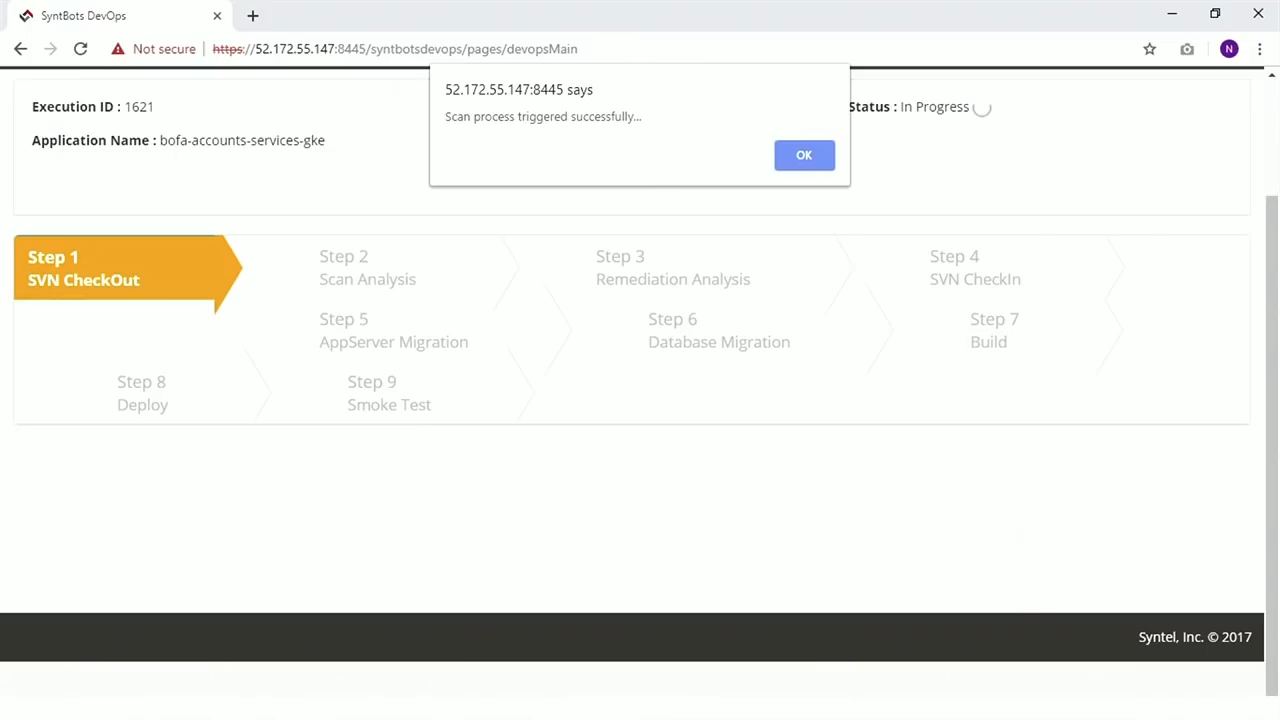 SyntBots DevOps
Not secure
https://52.172.55.147:8445/syntbotsdevops/pages/devopsMain
N
52.172.55.147:8445 says
Scan process triggered successfully...
OK
Execution ID : 1621
Status : In Progress
Application Name : bofa-accounts-services-gke
Step 1
SVN CheckOut
Step 2
Scan Analysis
Step 3
Remediation Analysis
Step 4
SVN CheckIn
Step 5
AppServer Migration
Step 6
Database Migration
Step 7
Build
Step 8
Deploy
Step 9
Smoke Test
Syntel, Inc. © 2017